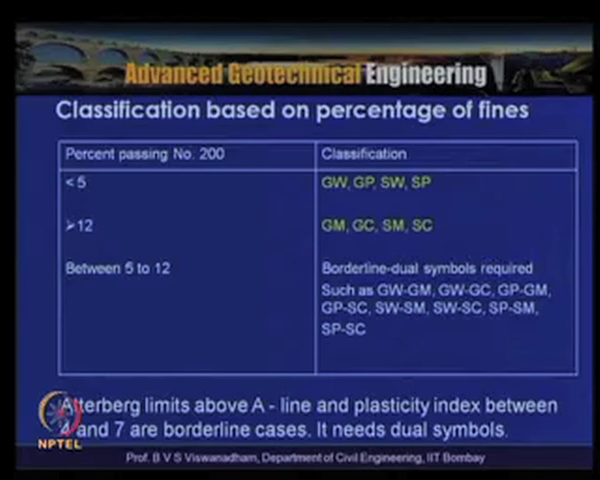 Advanced Geotechnical Engineering
Classification based on percentage of fines
Percent passing No. 200
Classification
< 5
GW, GP, SW, SP
➢12
GM, GC, SM, SC
Between 5 to 12
Borderline-dual symbols required
Such as GW-GM, GW-GC, GP-GM,
GP-SC, SW-SM, SW-SC, SP-SM,
SP-SC
Atterberg limits above A - line and plasticity index between
4 and 7 are borderline cases. It needs dual symbols.
NPTEL
Prof. B V S Viswanadham, Department of Civil Engineering, IIT Bombay